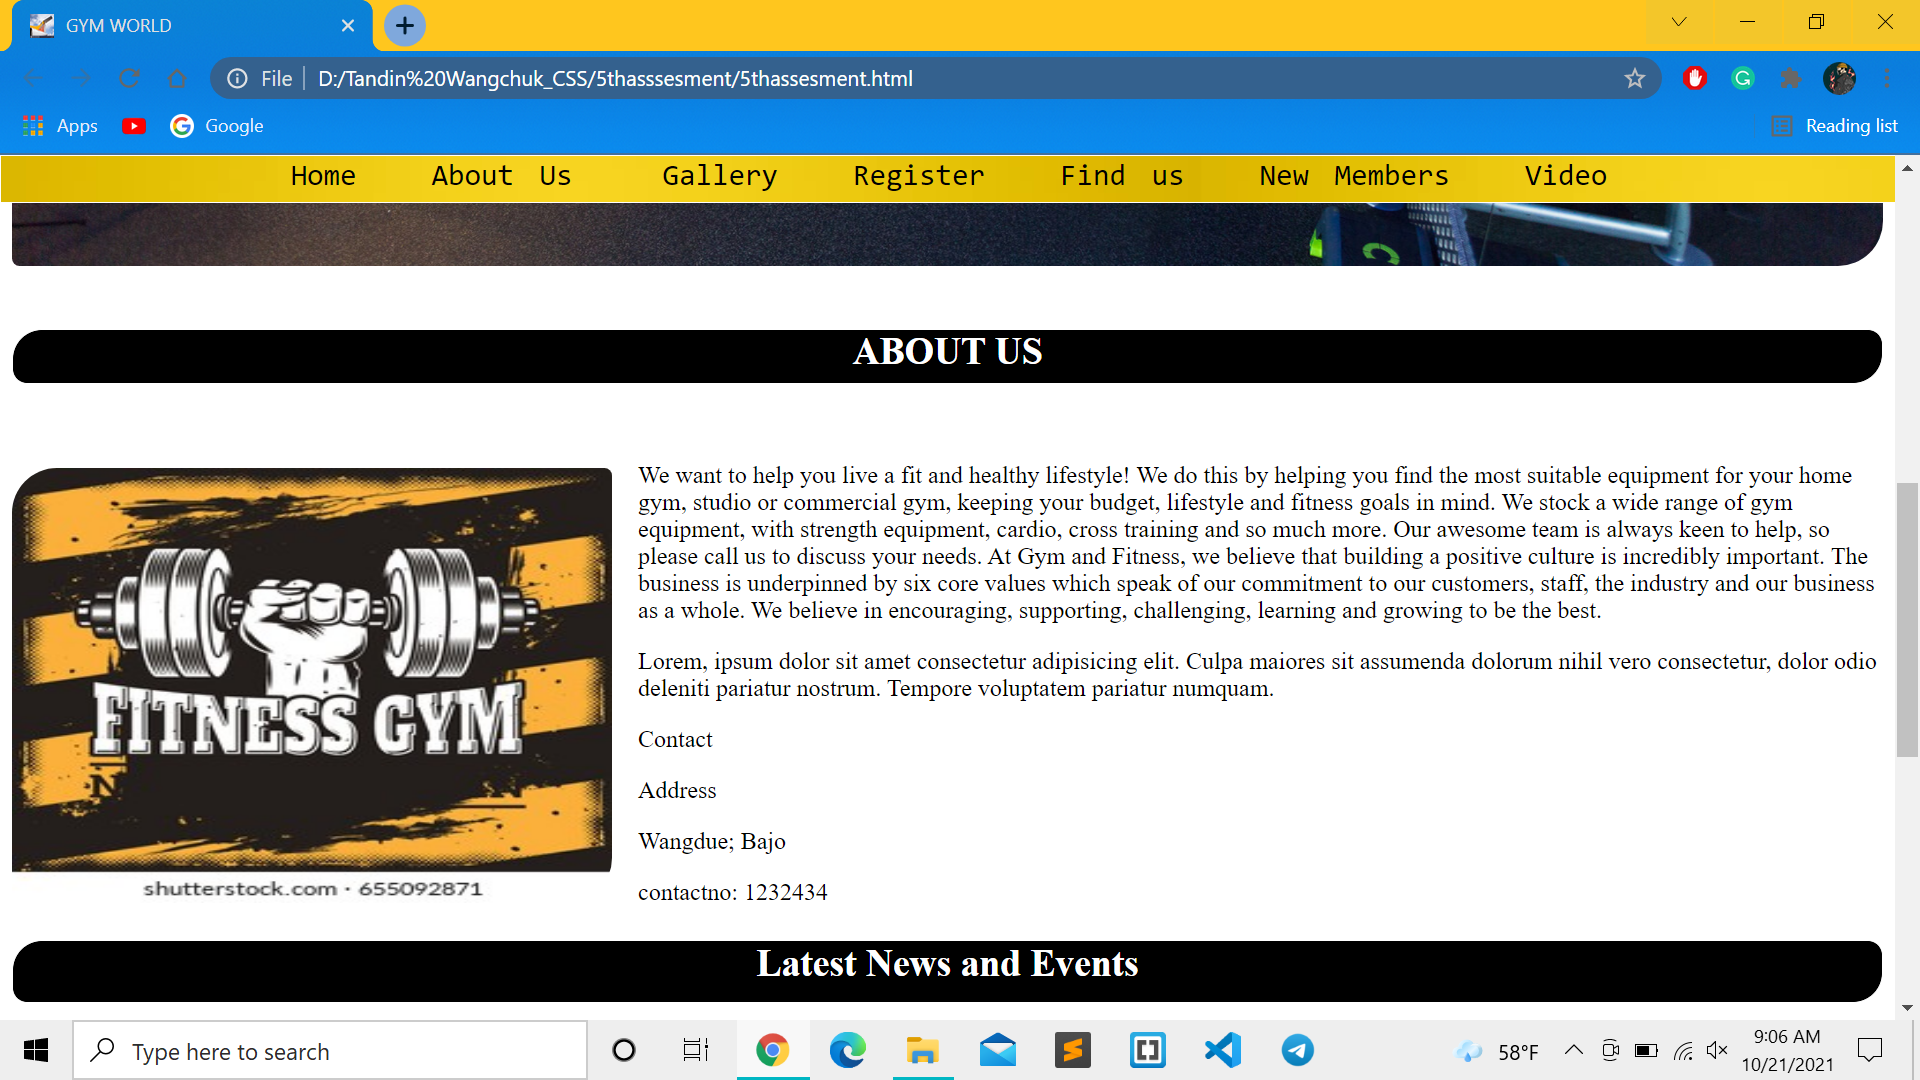 GYM WORLD
File
D:/Tandin%20Wangchuk_CSS/5thasssesment/5thassesment.html
Apps
Google
Reading list
Home About Us Gallery Register Find us New Members Video
ABOUT US
We want to help you live a fit and healthy lifestyle! We do this by helping you find the most suitable equipment for your home
gym, studio or commercial gym, keeping your budget, lifestyle and fitness goals in mind. We stock a wide range of gym
equipment, with strength equipment, cardio, cross training and so much more. Our awesome team is always keen to help, so
please call us to discuss your needs. At Gym and Fitness, we believe that building a positive culture is incredibly important. The
business is underpinned by six core values which speak of our commitment to our customers, staff, the industry and our business
as a whole. We believe in encouraging, supporting, challenging, learning and growing to be the best.
Lorem, ipsum dolor sit amet consectetur adipisicing elit. Culpa maiores sit assumenda dolorum nihil vero consectetur, dolor odio
deleniti pariatur nostrum. Tempore voluptatem pariatur numquam.
Contact
Address
Wangdue; Bajo
contactno: 1232434
FITNESS GYM
shutterstock.com · 655092871
Latest News and Events
Type here to search
58°F
9:06 AM
10/21/2021